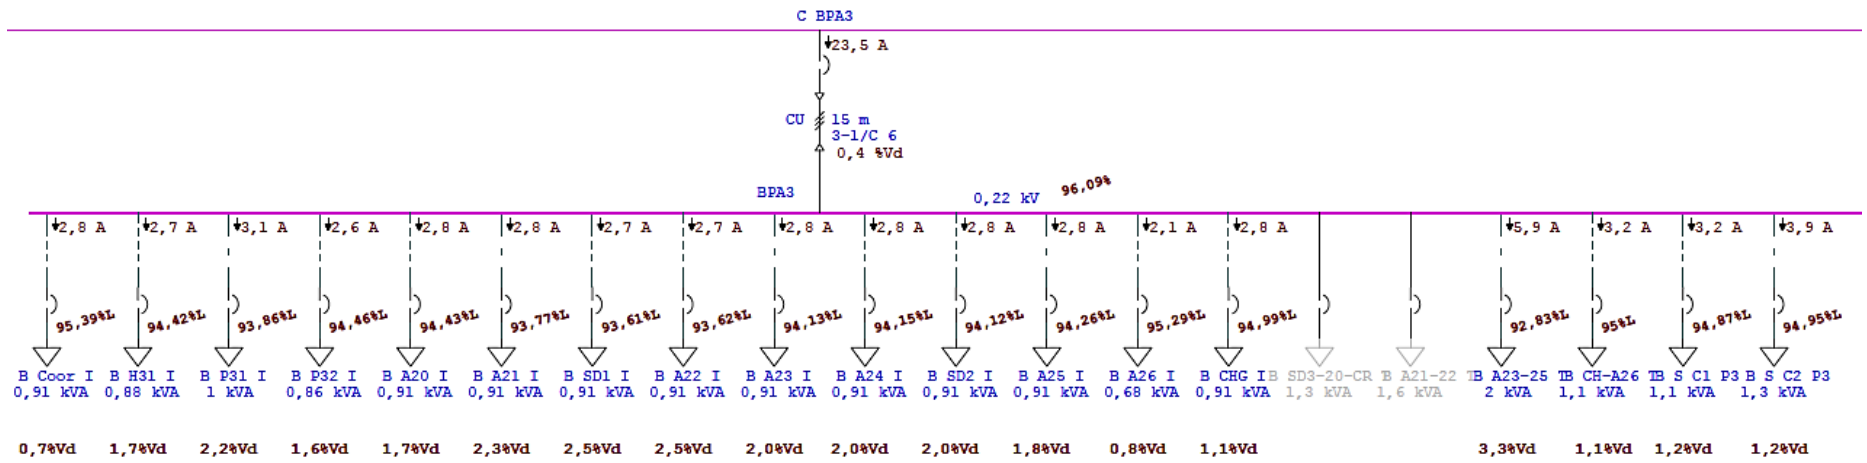 C BPA3
23,5 A
CU 15 m
3-1/C 6
0,4 %Vd
BPA3 0,22 kV 96,09%
2,8 A 2,7 A 3,1 A 2,6 A 2,8 A 2,8 A 2,7 A 2,7 A 2,8 A 2,8 A 2,8 A 2,8 A 2,1 A 2,8 A 5,9 A 3,2 A 3,2 A 3,9 A
95,39%L 94,42%L 93,86%L 94,46%L 94,43%L 93,77%L 93,61%L 93,62%L 94,13%L 94,15%L 94,12%L 94,26%L 95,29%L 94,99%L 92,83%L 95%L 94,87%L 94,95%L
B Coor I B H31 I B P31 I B P32 I B A20 I B A21 I B SD1 I B A22 I B A23 I B A24 I B SD2 I B A25 I B A26 I B CHG I B SD3-20-CR T B A21-22 T B A23-25 T B CH-A26 T B S C1 P3 B S C2 P3
0,91 kVA 0,88 kVA 1 kVA 0,86 kVA 0,91 kVA 0,91 kVA 0,91 kVA 0,91 kVA 0,91 kVA 0,91 kVA 0,91 kVA 0,91 kVA 0,68 kVA 0,91 kVA 1,3 kVA 1,6 kVA 2 kVA 1,1 kVA 1,1 kVA 1,3 kVA
0,7%Vd 1,7%Vd 2,2%Vd 1,6%Vd 1,7%Vd 2,3%Vd 2,5%Vd 2,5%Vd 2,0%Vd 2,0%Vd 2,0%Vd 1,8%Vd 0,8%Vd 1,1%Vd 3,3%Vd 1,1%Vd 1,2%Vd 1,2%Vd